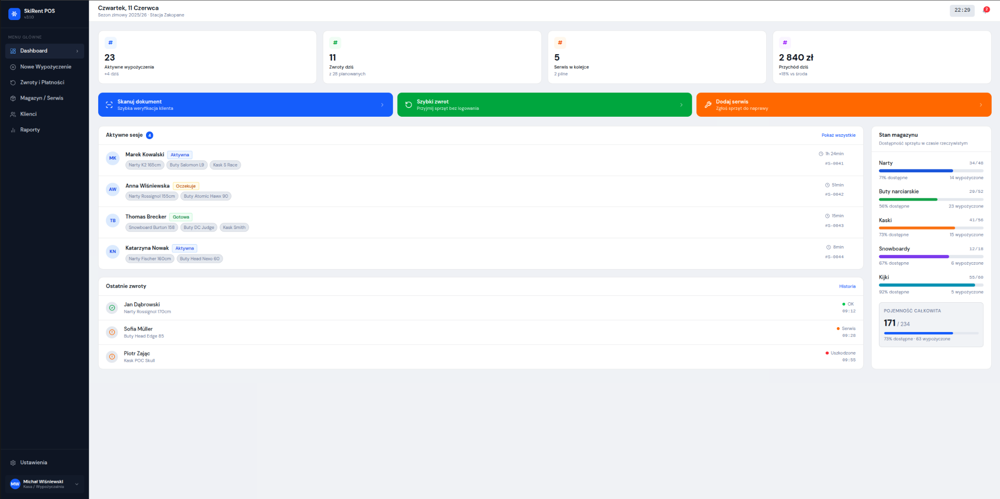 SkiRent POS
v3.1.0
MENU GŁÓWNE
Dashboard
Nowe Wypożyczenie
Zwroty i Płatności
Magazyn / Serwis
Klienci
Raporty
Ustawienia
MW
Michał Wiśniewski
Kasa / Wypożyczalnia
Czwartek, 11 Czerwca
Sezon zimowy 2025/26 · Stacja Zakopane
22:29
2
#
23
Aktywne wypożyczenia
+4 dziś
#
11
Zwroty dziś
z 28 planowanych
#
5
Serwis w kolejce
2 pilne
#
2 840 zł
Przychód dziś
+18% vs środa
Skanuj dokument
Szybka weryfikacja klienta
Szybki zwrot
Przyjmij sprzęt bez logowania
Dodaj serwis
Zgłoś sprzęt do naprawy
Aktywne sesje 4
Pokaż wszystkie
MK
Marek Kowalski Aktywna
Narty K2 165cm Buty Salomon L9 Kask S Race
1h 24min
#S-0041
AW
Anna Wiśniewska Oczekuje
Narty Rossignol 155cm Buty Atomic Hawx 90
51min
#S-0042
TB
Thomas Brecker Gotowa
Snowboard Burton 158 Buty DC Judge Kask Smith
15min
#S-0043
KN
Katarzyna Nowak Aktywna
Narty Fischer 160cm Buty Head Nexo 60
8min
#S-0044
Ostatnie zwroty
Historia
Jan Dąbrowski
Narty Rossignol 170cm
OK
09:12
Sofia Müller
Buty Head Edge 85
Serwis
09:28
Piotr Zając
Kask POC Skull
Uszkodzone
09:55
Stan magazynu
Dostępność sprzętu w czasie rzeczywistym
Narty 34/48
71% dostępne 14 wypożyczone
Buty narciarskie 29/52
56% dostępne 23 wypożyczone
Kaski 41/56
73% dostępne 15 wypożyczone
Snowboardy 12/18
67% dostępne 6 wypożyczone
Kijki 55/60
92% dostępne 5 wypożyczone
POJEMNOŚĆ CAŁKOWITA
171 / 234
73% dostępne · 63 wypożyczone